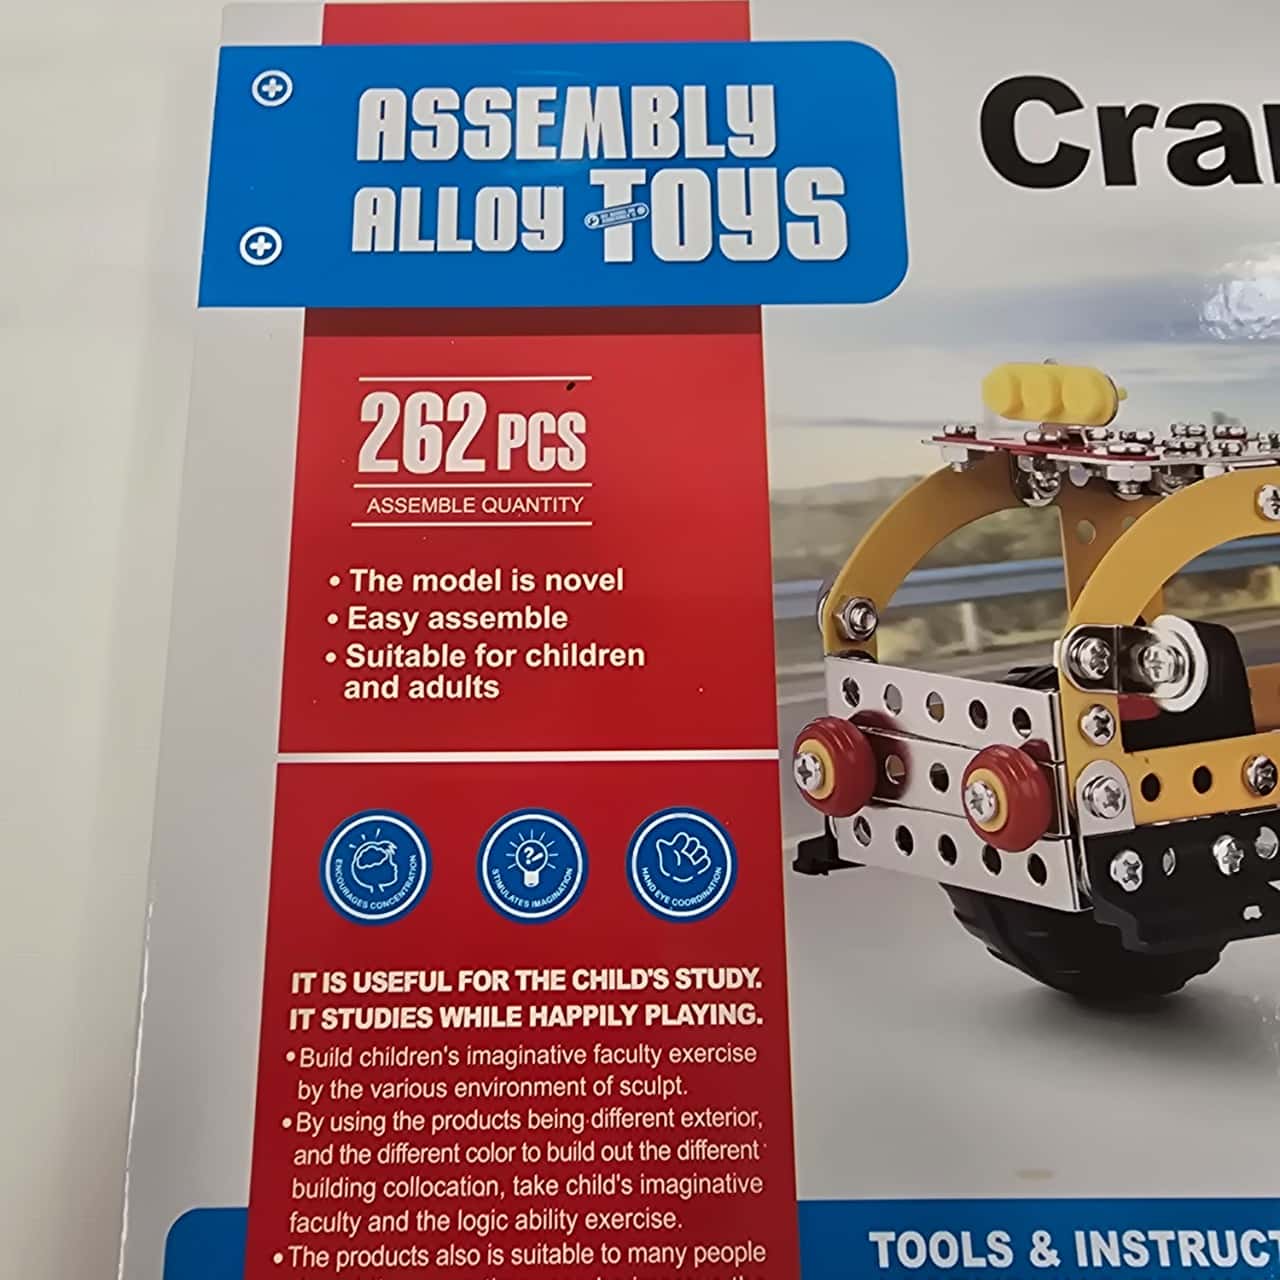 ASSEMBLY
ALLOY TOYS
Cra
262 PCS
ASSEMBLE QUANTITY
• The model is novel
• Easy assemble
• Suitable for children
and adults
ENCOURAGES CONCENTRATION
STIMULATES IMAGINATION
HAND EYE COORDINATION
IT IS USEFUL FOR THE CHILD'S STUDY.
IT STUDIES WHILE HAPPILY PLAYING.
• Build children's imaginative faculty exercise
by the various environment of sculpt.
• By using the products being different exterior,
and the different color to build out the different
building collocation, take child's imaginative
faculty and the logic ability exercise.
• The products also is suitable to many people
TOOLS & INSTRUCT